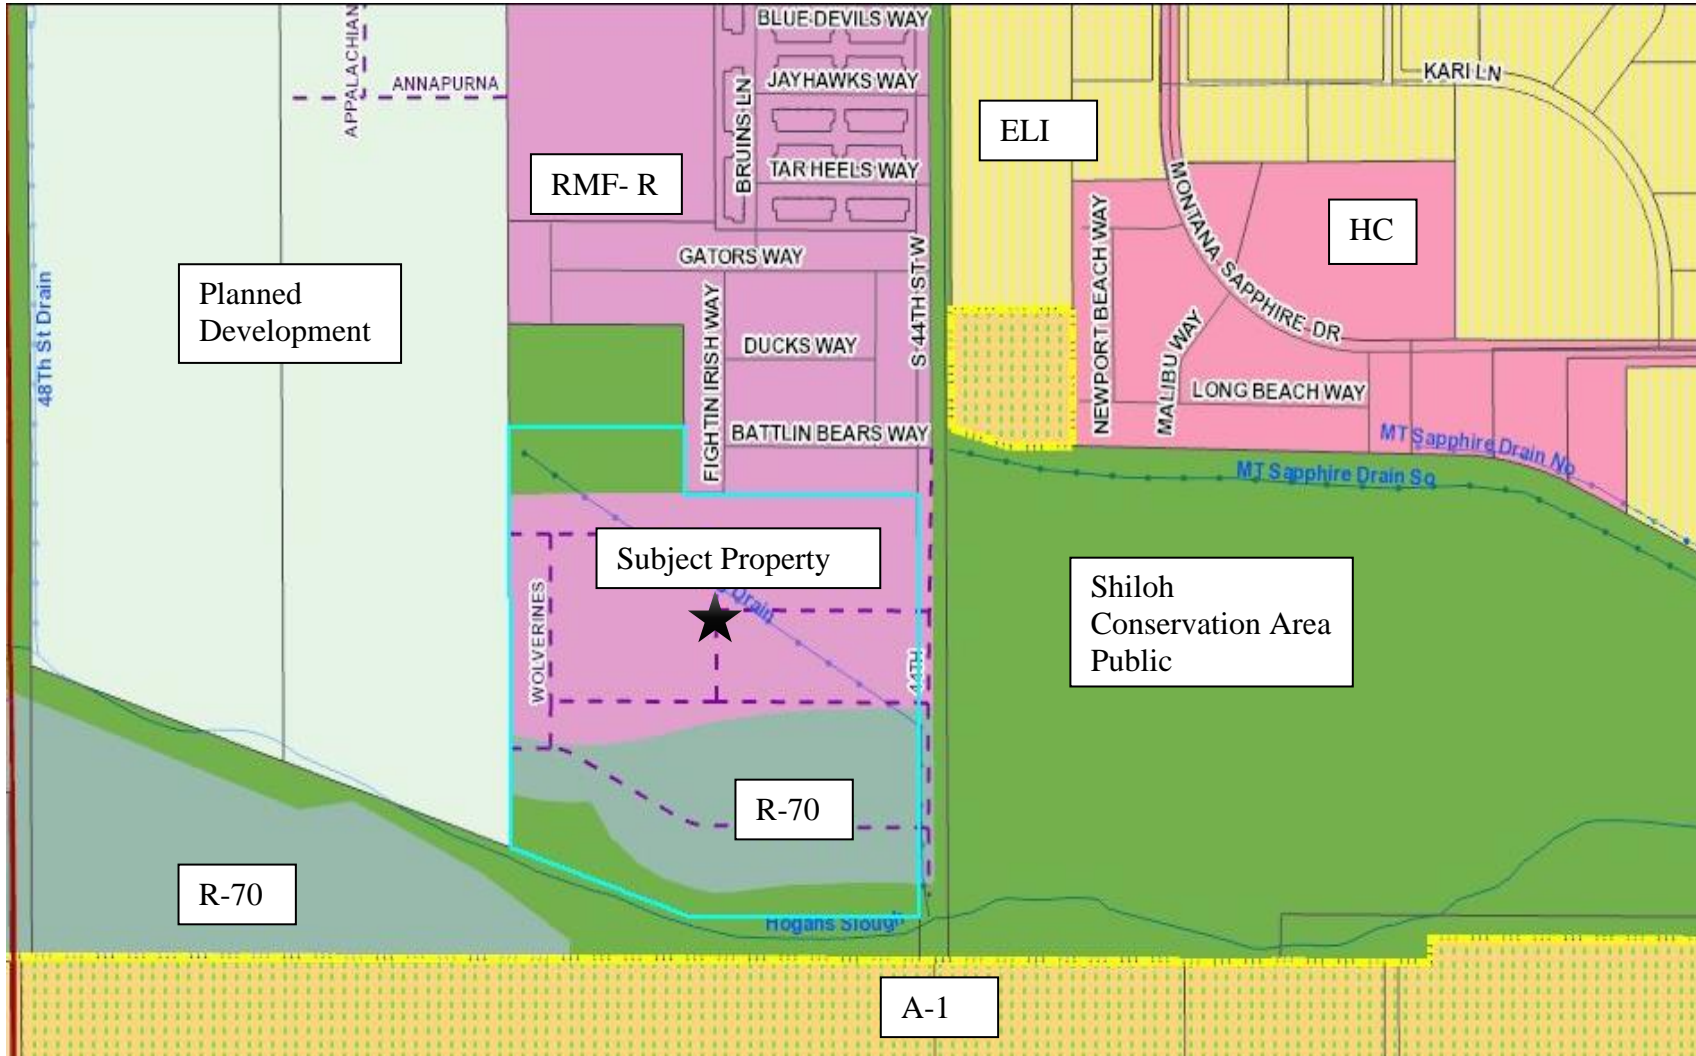 BLUE DEVILS WAY
APPALACHIAN
ANNAPURNA
JAYHAWKS WAY
KARI LN
ELI
BRUINS LN
TAR HEELS WAY
RMF- R
MONTANA SAPPHIRE DR
HC
NEWPORT BEACH WAY
GATORS WAY
S 44TH ST W
Planned
Development
48Th St Drain
FIGHTIN IRISH WAY
DUCKS WAY
MALIBU WAY
LONG BEACH WAY
BATTLIN BEARS WAY
MT Sapphire Drain No
MT Sapphire Drain So
Subject Property
Drain
WOLVERINES
44TH
Shiloh
Conservation Area
Public
R-70
R-70
Hogans Slough
A-1